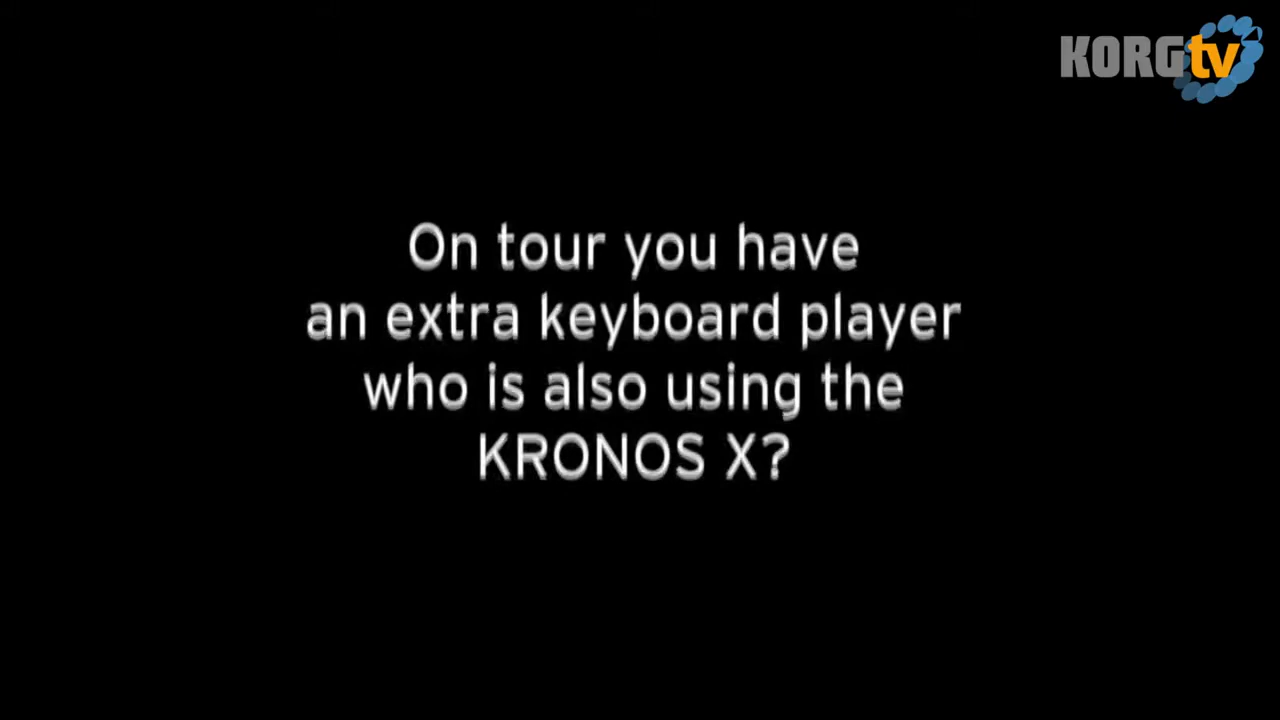 KORGtv
On tour you have
an extra keyboard player
who is also using the
KRONOS X?